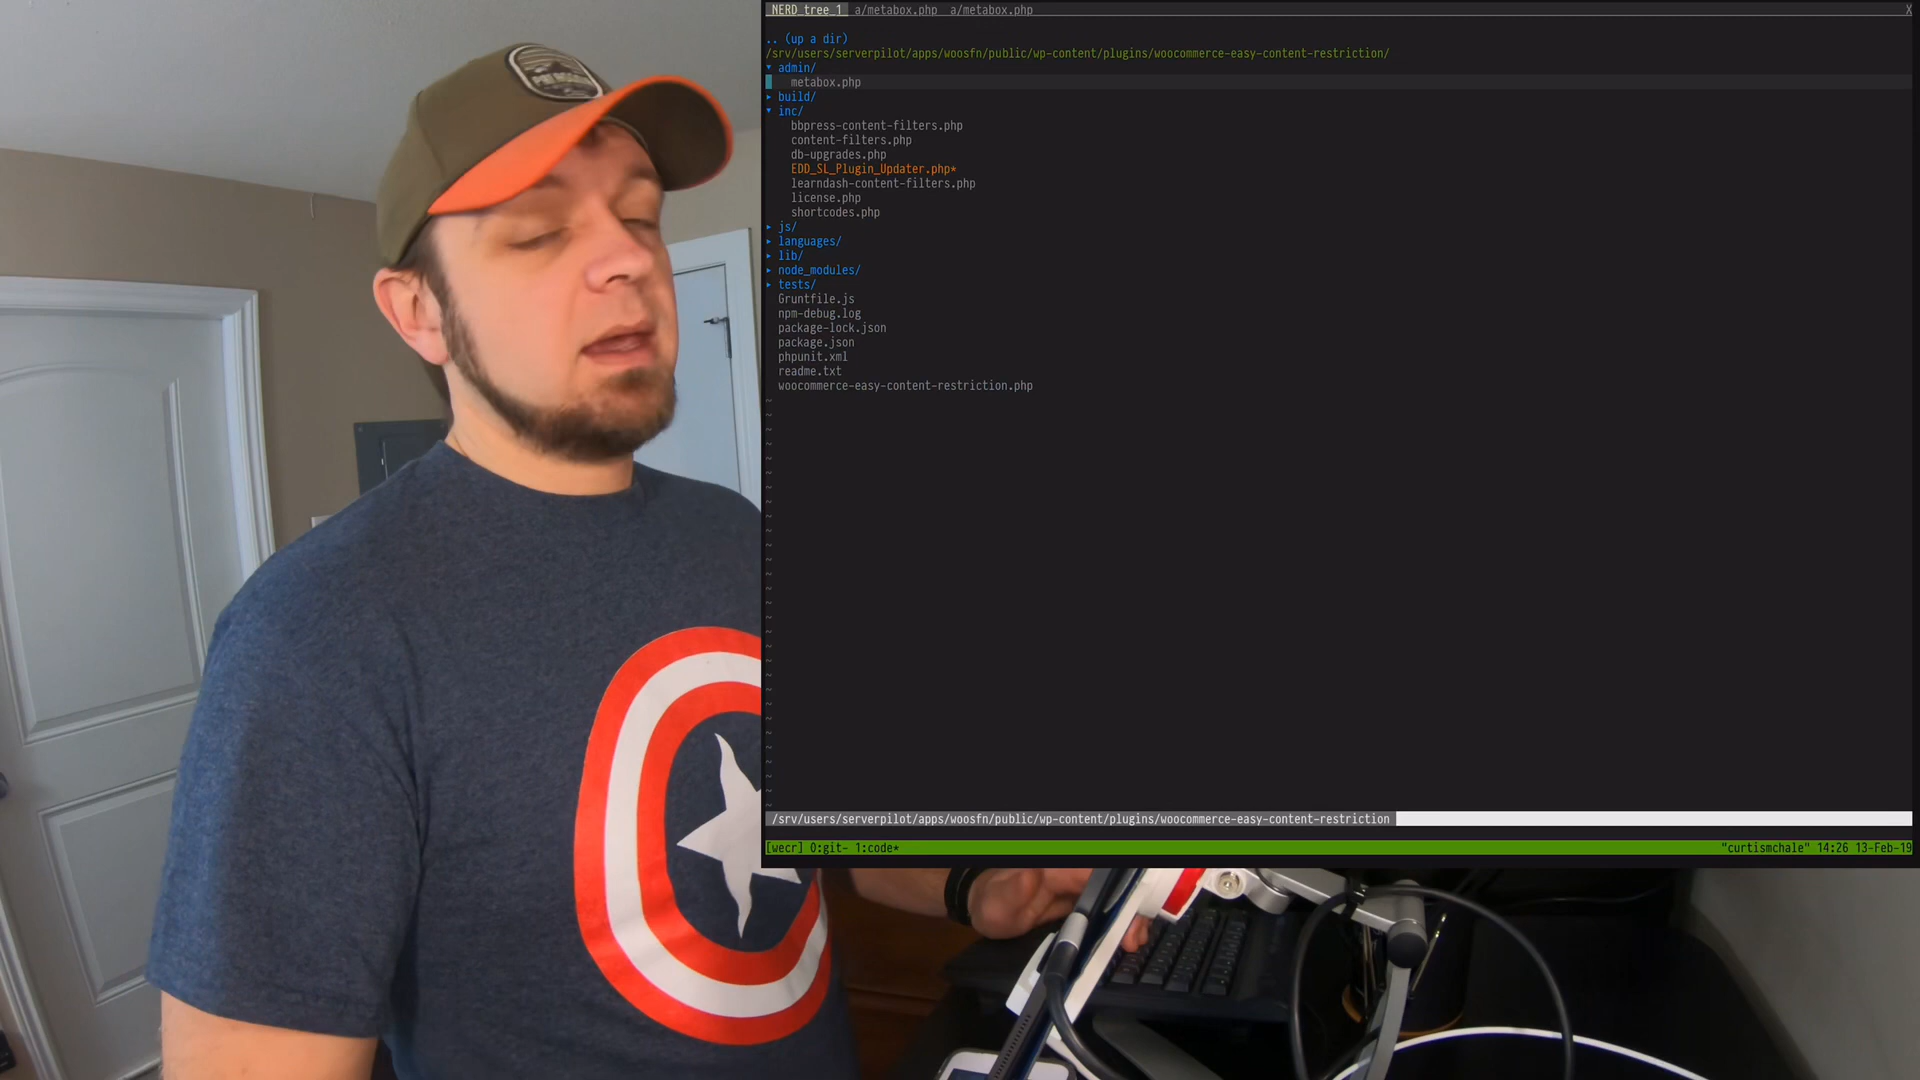 NERD_tree_1 a/metabox.php a/metabox.php X
.. (up a dir)
/srv/users/serverpilot/apps/woosfn/public/wp-content/plugins/woocommerce-easy-content-restriction/
▾ admin/
metabox.php
▸ build/
▾ inc/
bbpress-content-filters.php
content-filters.php
db-upgrades.php
EDD_SL_Plugin_Updater.php*
learndash-content-filters.php
license.php
shortcodes.php
▸ js/
▸ languages/
▸ lib/
▸ node_modules/
▸ tests/
Gruntfile.js
npm-debug.log
package-lock.json
package.json
phpunit.xml
readme.txt
woocommerce-easy-content-restriction.php
/srv/users/serverpilot/apps/woosfn/public/wp-content/plugins/woocommerce-easy-content-restriction
[wecr] 0:git- 1:code* "curtismchale" 14:26 13-Feb-19